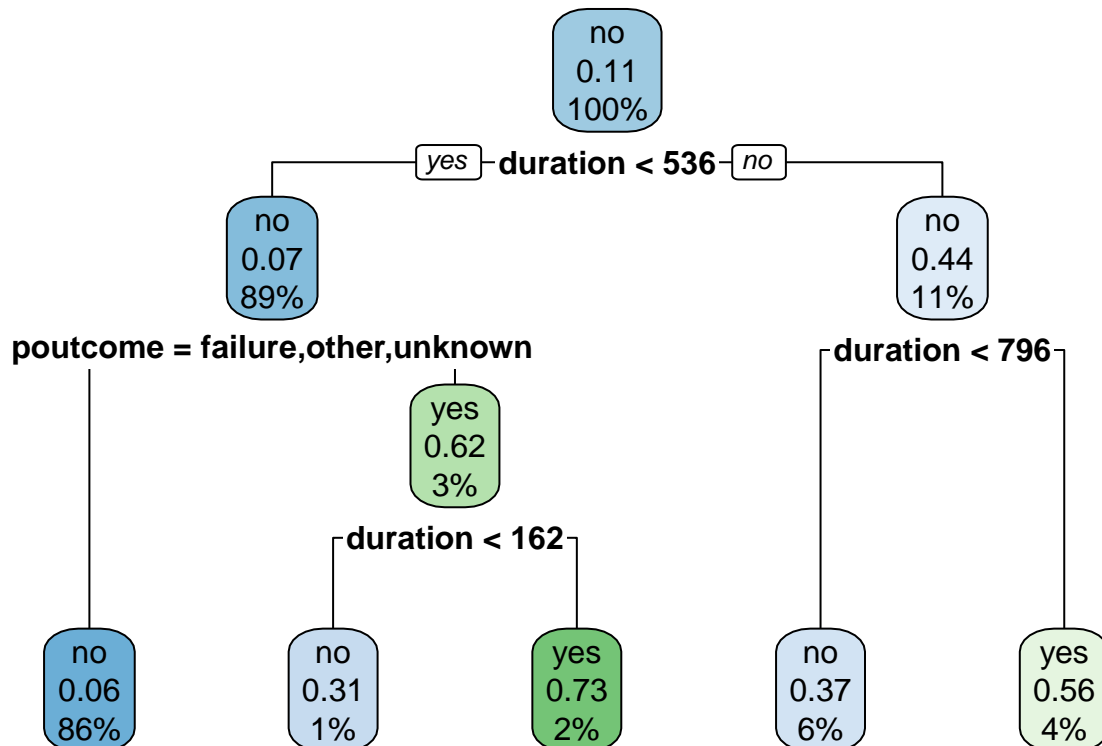 no
0.11
100%
yes duration < 536 no
no
0.07
89%
no
0.44
11%
poutcome = failure,other,unknown
duration < 796
yes
0.62
3%
duration < 162
no
0.06
86%
no
0.31
1%
yes
0.73
2%
no
0.37
6%
yes
0.56
4%